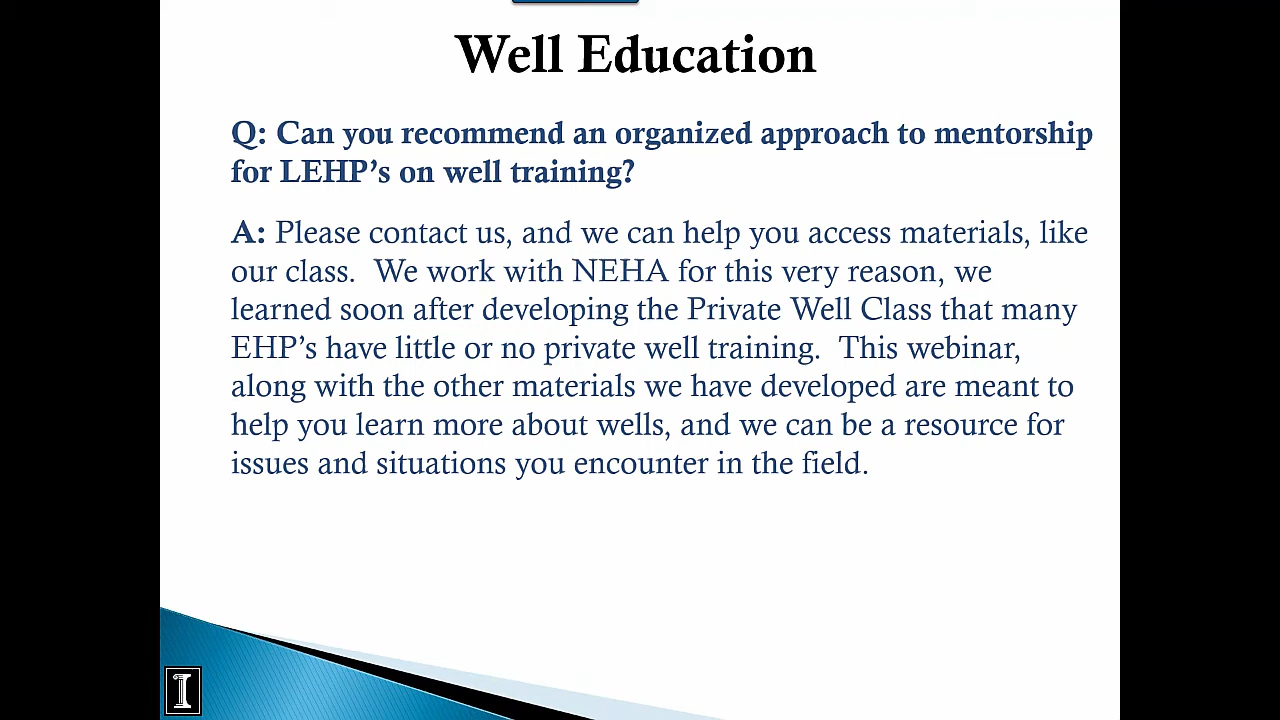 Well Education
Q: Can you recommend an organized approach to mentorship
for LEHP’s on well training?
A: Please contact us, and we can help you access materials, like
our class.  We work with NEHA for this very reason, we
learned soon after developing the Private Well Class that many
EHP’s have little or no private well training.  This webinar,
along with the other materials we have developed are meant to
help you learn more about wells, and we can be a resource for
issues and situations you encounter in the field.
I